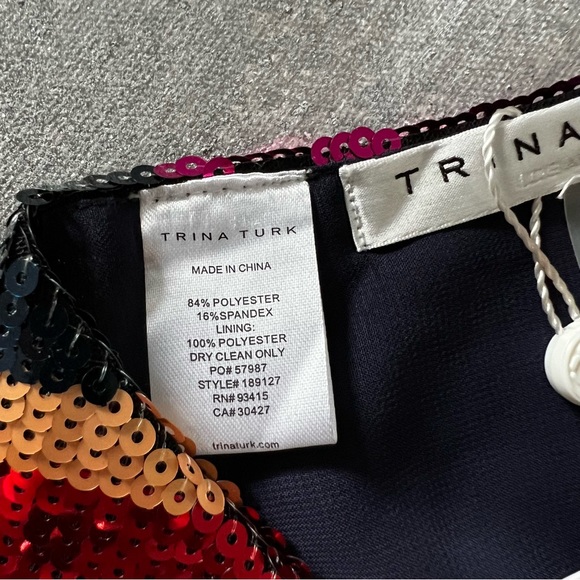 TRINA TURK
MADE IN CHINA
84% POLYESTER
16%SPANDEX
LINING:
100% POLYESTER
DRY CLEAN ONLY
PO# 57987
STYLE# 189127
RN# 93415
CA# 30427
trinaturk.com
TRINA